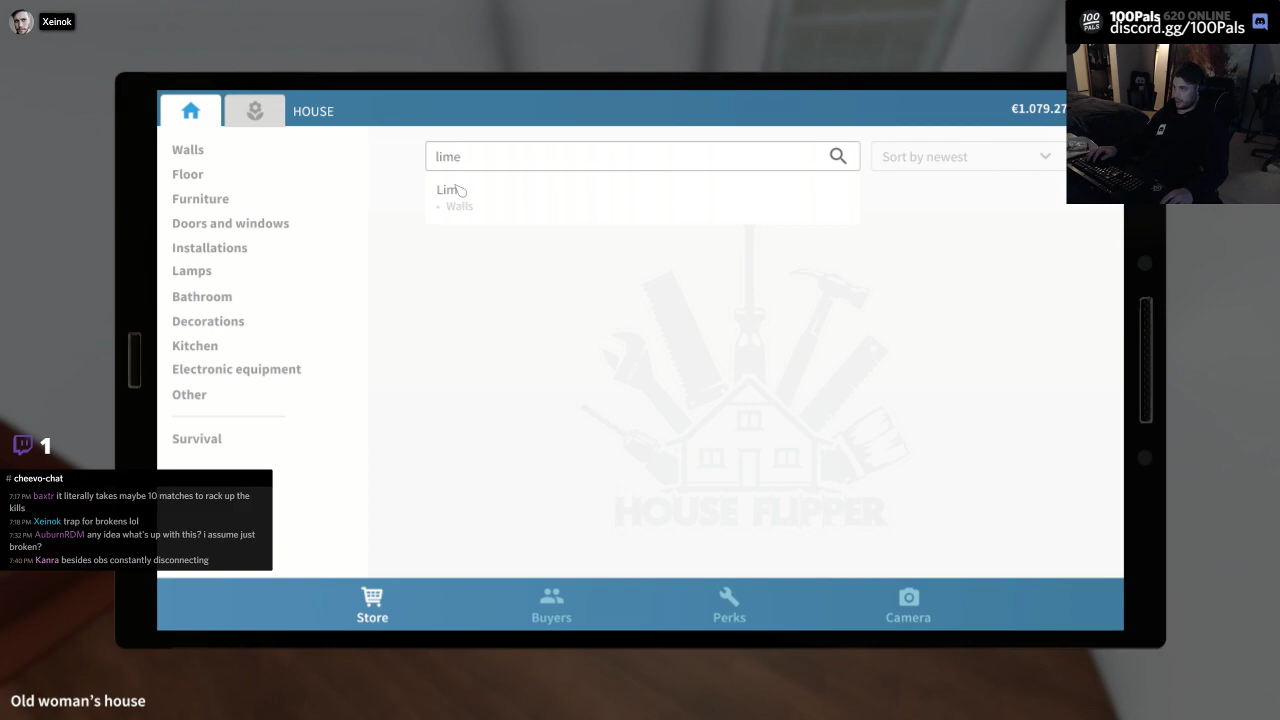 Xeinok
100Pals 620 ONLINE
discord.gg/100Pals
100
PALS
HOUSE
€1.079.27
lime
Sort by newest
Walls
Walls
Floor
Furniture
Doors and windows
Installations
Lamps
Bathroom
Decorations
Kitchen
Electronic equipment
Other
Survival
HOUSE FLIPPER
1
# cheevo-chat
7:17 PM baxtr it literally takes maybe 10 matches to rack up the
kills
7:18 PM Xeinok trap for brokens lol
7:32 PM AuburnRDM any idea what's up with this? i assume just
broken?
7:40 PM Kanra besides obs constantly disconnecting
Store
Buyers
Perks
Camera
Old woman's house